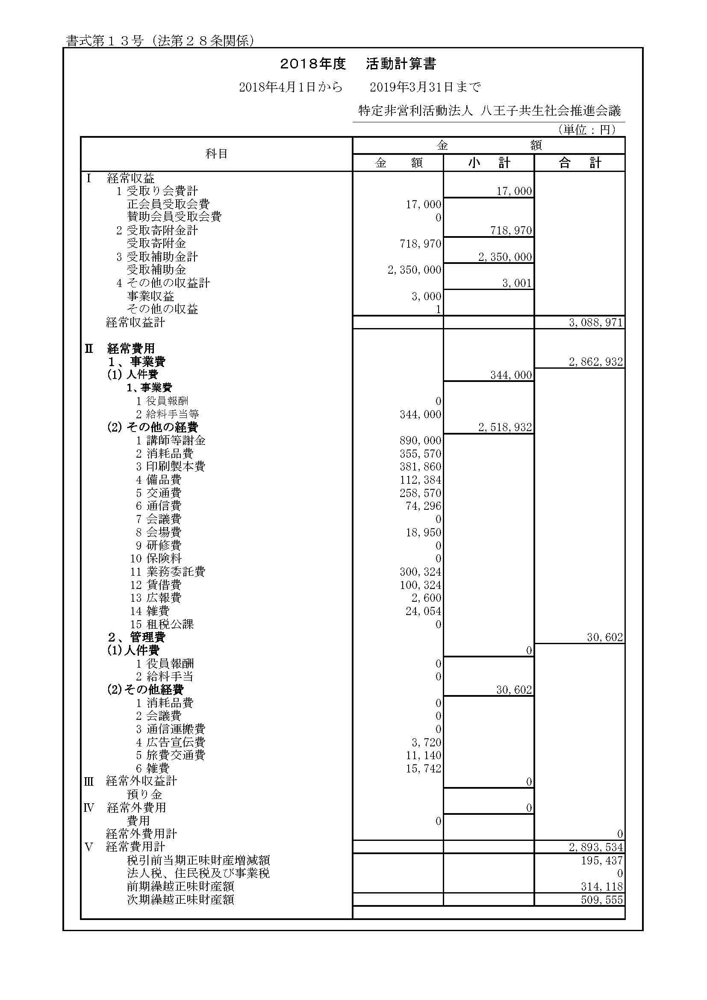 書式第１３号（法第２８条関係）
２０１８年度　活動計算書
2018年4月1日から　2019年3月31日まで
特定非営利活動法人 八王子共生社会推進会議
（単位：円）
科目 金　額
金　額 小　計 合　計
Ⅰ 経常収益
1 受取り会費計 17,000
正会員受取会費 17,000
賛助会員受取会費 0
2 受取寄附金計 718,970
受取寄附金 718,970
3 受取補助金計 2,350,000
受取補助金 2,350,000
4 その他の収益計 3,001
事業収益 3,000
その他の収益 1
経常収益計 3,088,971
Ⅱ 経常費用
１、事業費 2,862,932
(1) 人件費 344,000
1、事業費
1 役員報酬 0
2 給料手当等 344,000
(2) その他の経費 2,518,932
1 講師等謝金 890,000
2 消耗品費 355,570
3 印刷製本費 381,860
4 備品費 112,384
5 交通費 258,570
6 通信費 74,296
7 会議費 0
8 会場費 18,950
9 研修費 0
10 保険料 0
11 業務委託費 300,324
12 賃借費 100,324
13 広報費 2,600
14 雑費 24,054
15 租税公課 0
２、管理費 30,602
(1)人件費 0
1 役員報酬 0
2 給料手当 0
(2)その他経費 30,602
1 消耗品費 0
2 会議費 0
3 通信運搬費 0
4 広告宣伝費 3,720
5 旅費交通費 11,140
6 雑費 15,742
Ⅲ 経常外収益計 0
預り金
Ⅳ 経常外費用 0
費用 0
経常外費用計 0
Ⅴ 経常費用計 2,893,534
税引前当期正味財産増減額 195,437
法人税、住民税及び事業税 0
前期繰越正味財産額 314,118
次期繰越正味財産額 509,555